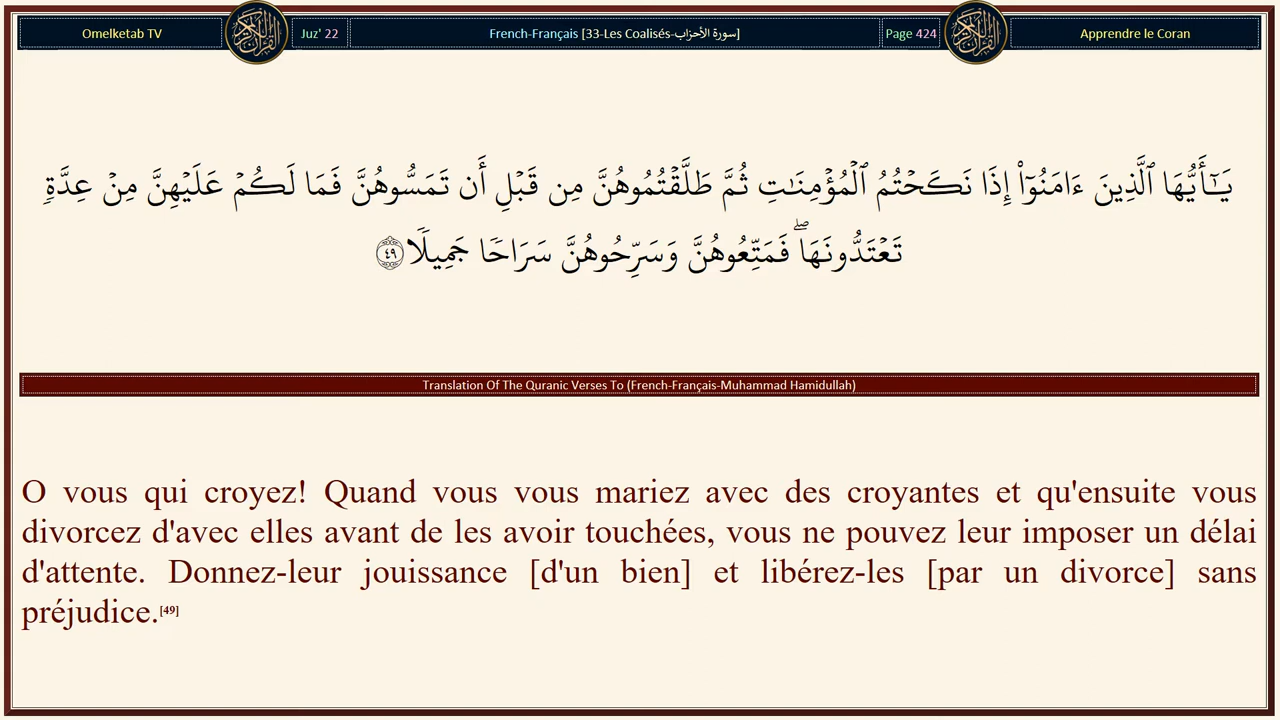 Omelketab TV
Juz' 22
French-Français [33-Les Coalisés-سورة الأحزاب]
Page 424
Apprendre le Coran
يَـٰٓأَيُّهَا ٱلَّذِينَ ءَامَنُوٓا۟ إِذَا نَكَحْتُمُ ٱلْمُؤْمِنَـٰتِ ثُمَّ طَلَّقْتُمُوهُنَّ مِن قَبْلِ أَن تَمَسُّوهُنَّ فَمَا لَكُمْ عَلَيْهِنَّ مِنْ عِدَّةٍ
تَعْتَدُّونَهَا ۖ فَمَتِّعُوهُنَّ وَسَرِّحُوهُنَّ سَرَاحًا جَمِيلًا ٤٩
Translation Of The Quranic Verses To (French-Français-Muhammad Hamidullah)
O vous qui croyez! Quand vous vous mariez avec des croyantes et qu'ensuite vous
divorcez d'avec elles avant de les avoir touchées, vous ne pouvez leur imposer un délai
d'attente. Donnez-leur jouissance [d'un bien] et libérez-les [par un divorce] sans
préjudice.[49]